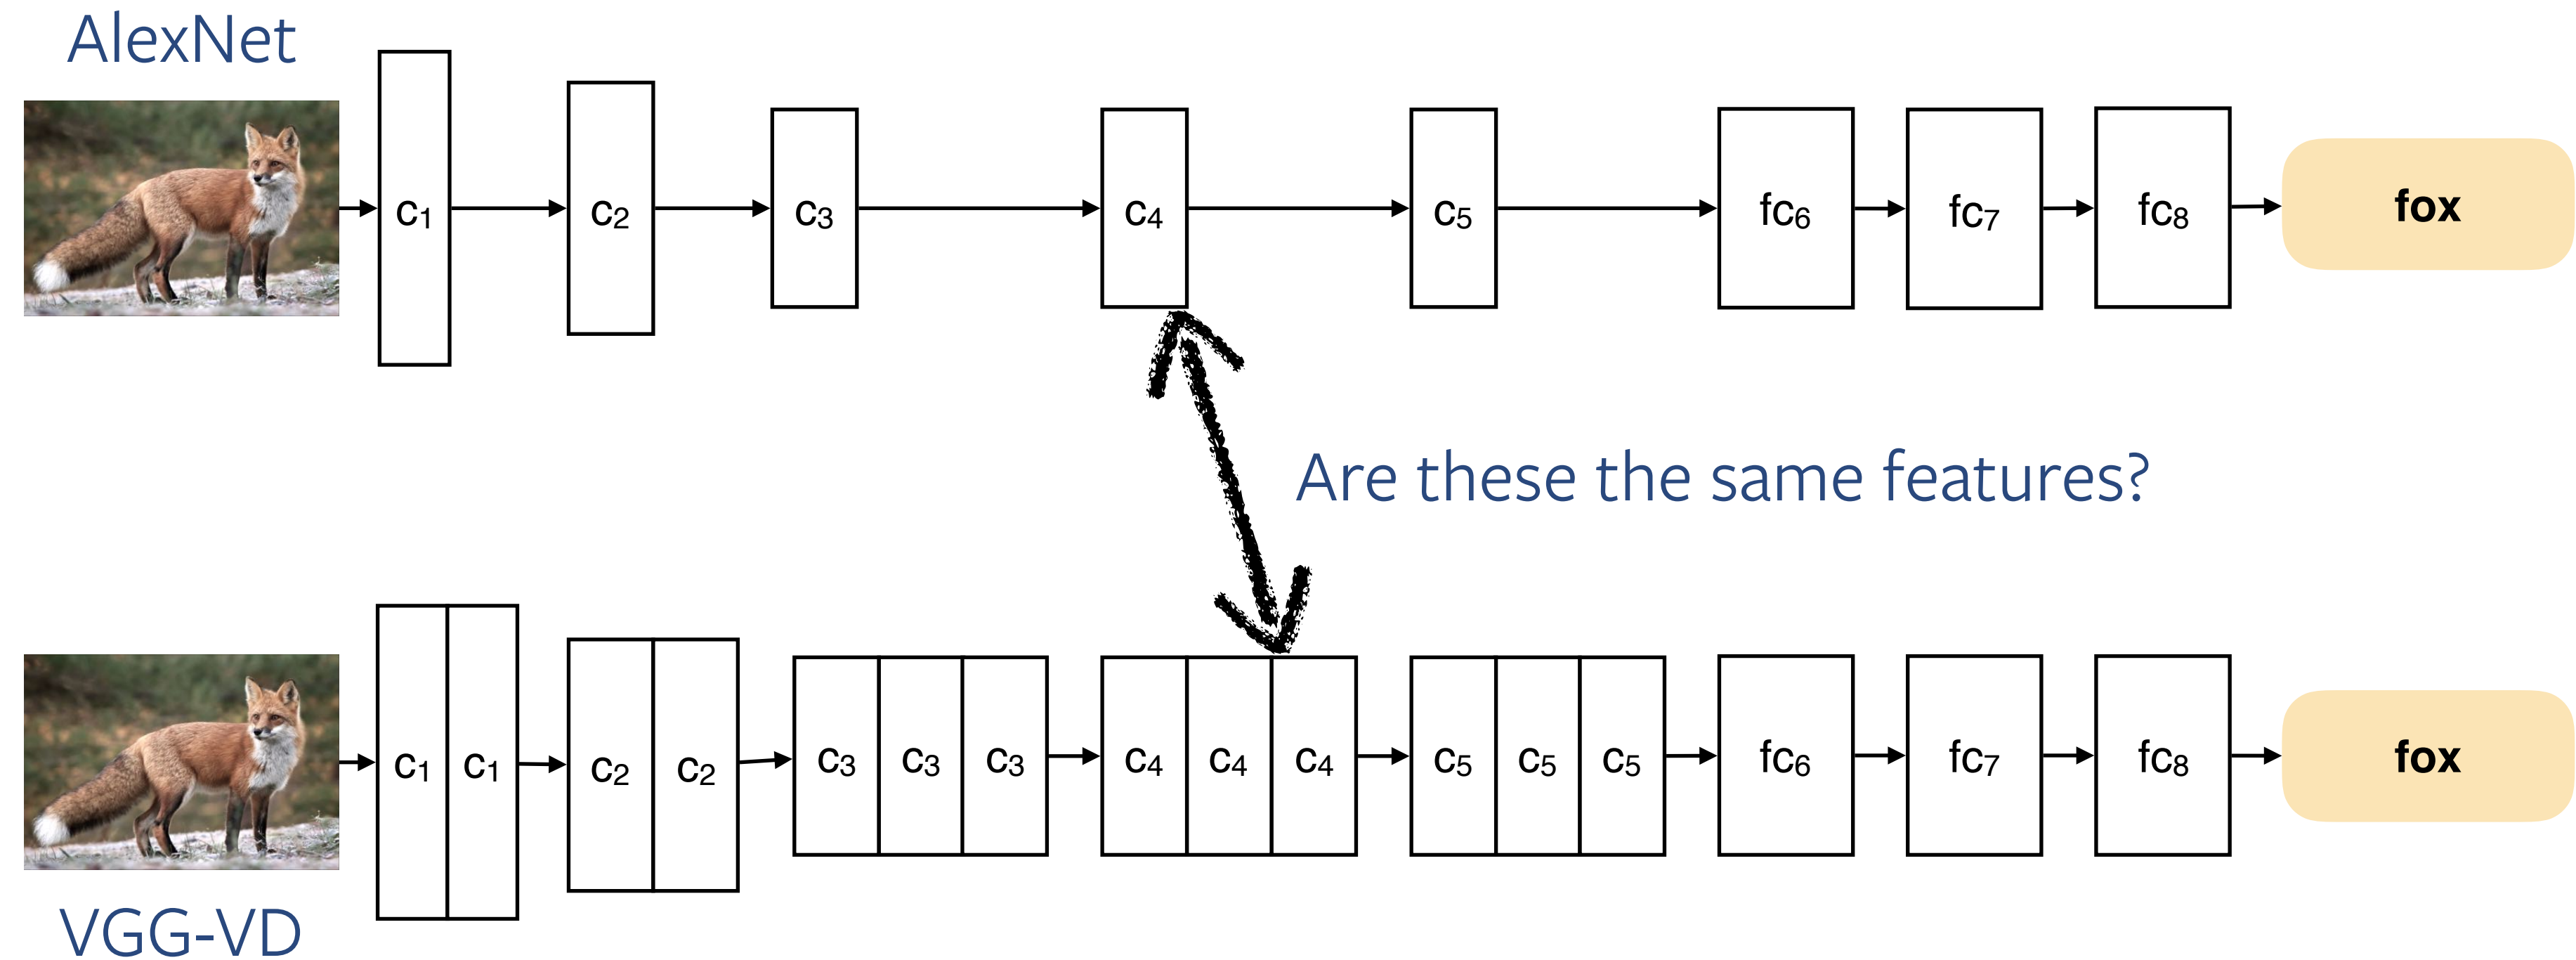 AlexNet
c1 c2 c3 c4 c5 fc6 fc7 fc8 fox
Are these the same features?
c1 c1 c2 c2 c3 c3 c3 c4 c4 c4 c5 c5 c5 fc6 fc7 fc8 fox
VGG-VD